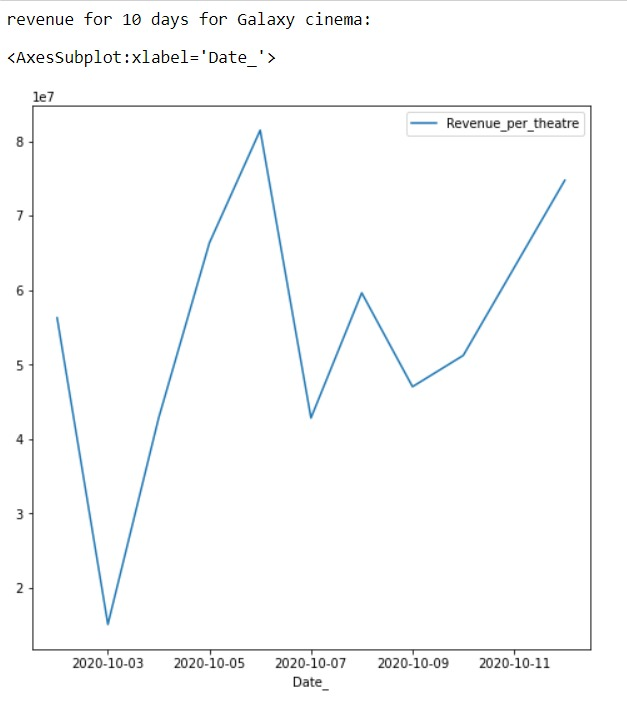 revenue for 10 days for Galaxy cinema:
<AxesSubplot:xlabel='Date_'>
1e7
Revenue_per_theatre
8
7
6
5
4
3
2
2020-10-03 2020-10-05 2020-10-07 2020-10-09 2020-10-11
Date_